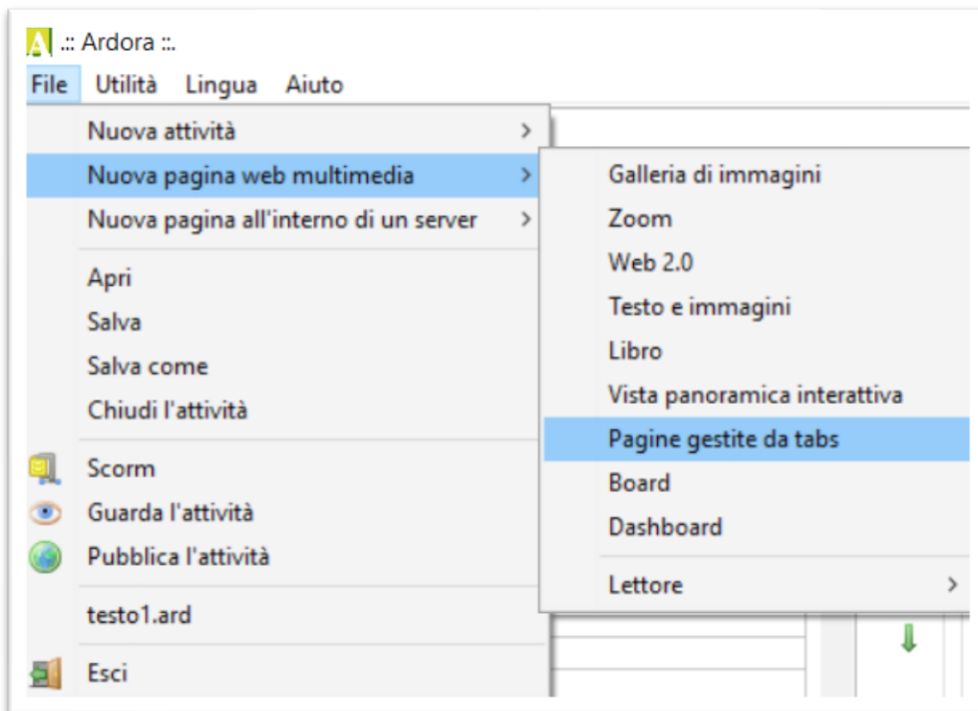 .:: Ardora ::.
File Utilità Lingua Aiuto
Nuova attività
Nuova pagina web multimedia
Nuova pagina all'interno di un server
Apri
Salva
Salva come
Chiudi l'attività
Scorm
Guarda l'attività
Pubblica l'attività
testo1.ard
Esci
Galleria di immagini
Zoom
Web 2.0
Testo e immagini
Libro
Vista panoramica interattiva
Pagine gestite da tabs
Board
Dashboard
Lettore